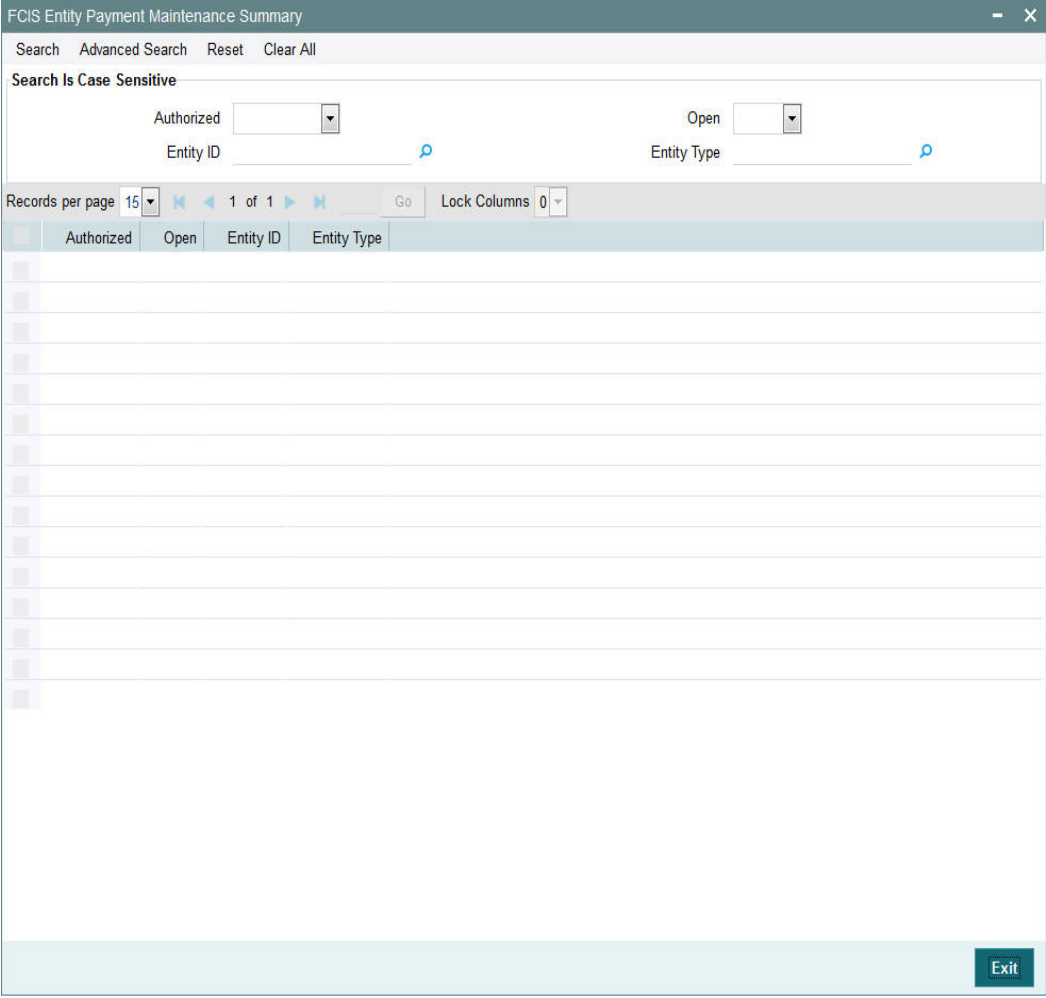 FCIS Entity Payment Maintenance Summary
Search Advanced Search Reset Clear All
Search Is Case Sensitive
Authorized Open
Entity ID Entity Type
Records per page 15 1 of 1 Go Lock Columns 0
Authorized Open Entity ID Entity Type
Exit